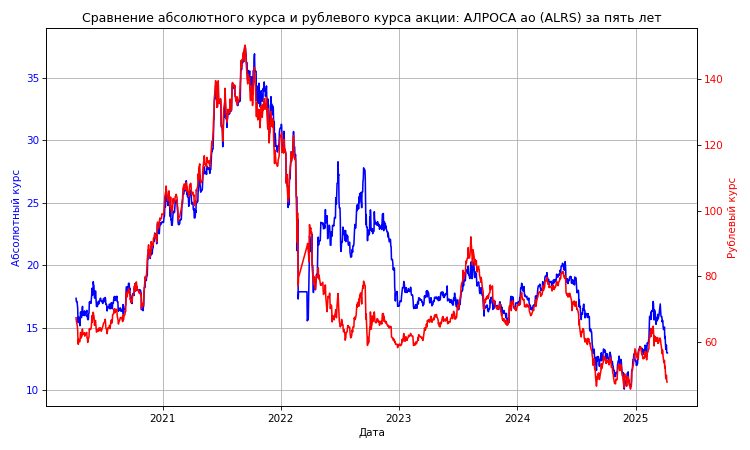 Сравнение абсолютного курса и рублевого курса акции: АЛРОСА ао (ALRS) за пять лет
Абсолютный курс
35
30
25
20
15
10
140
120
100
80
60
Рублевый курс
2021 2022 2023 2024 2025
Дата